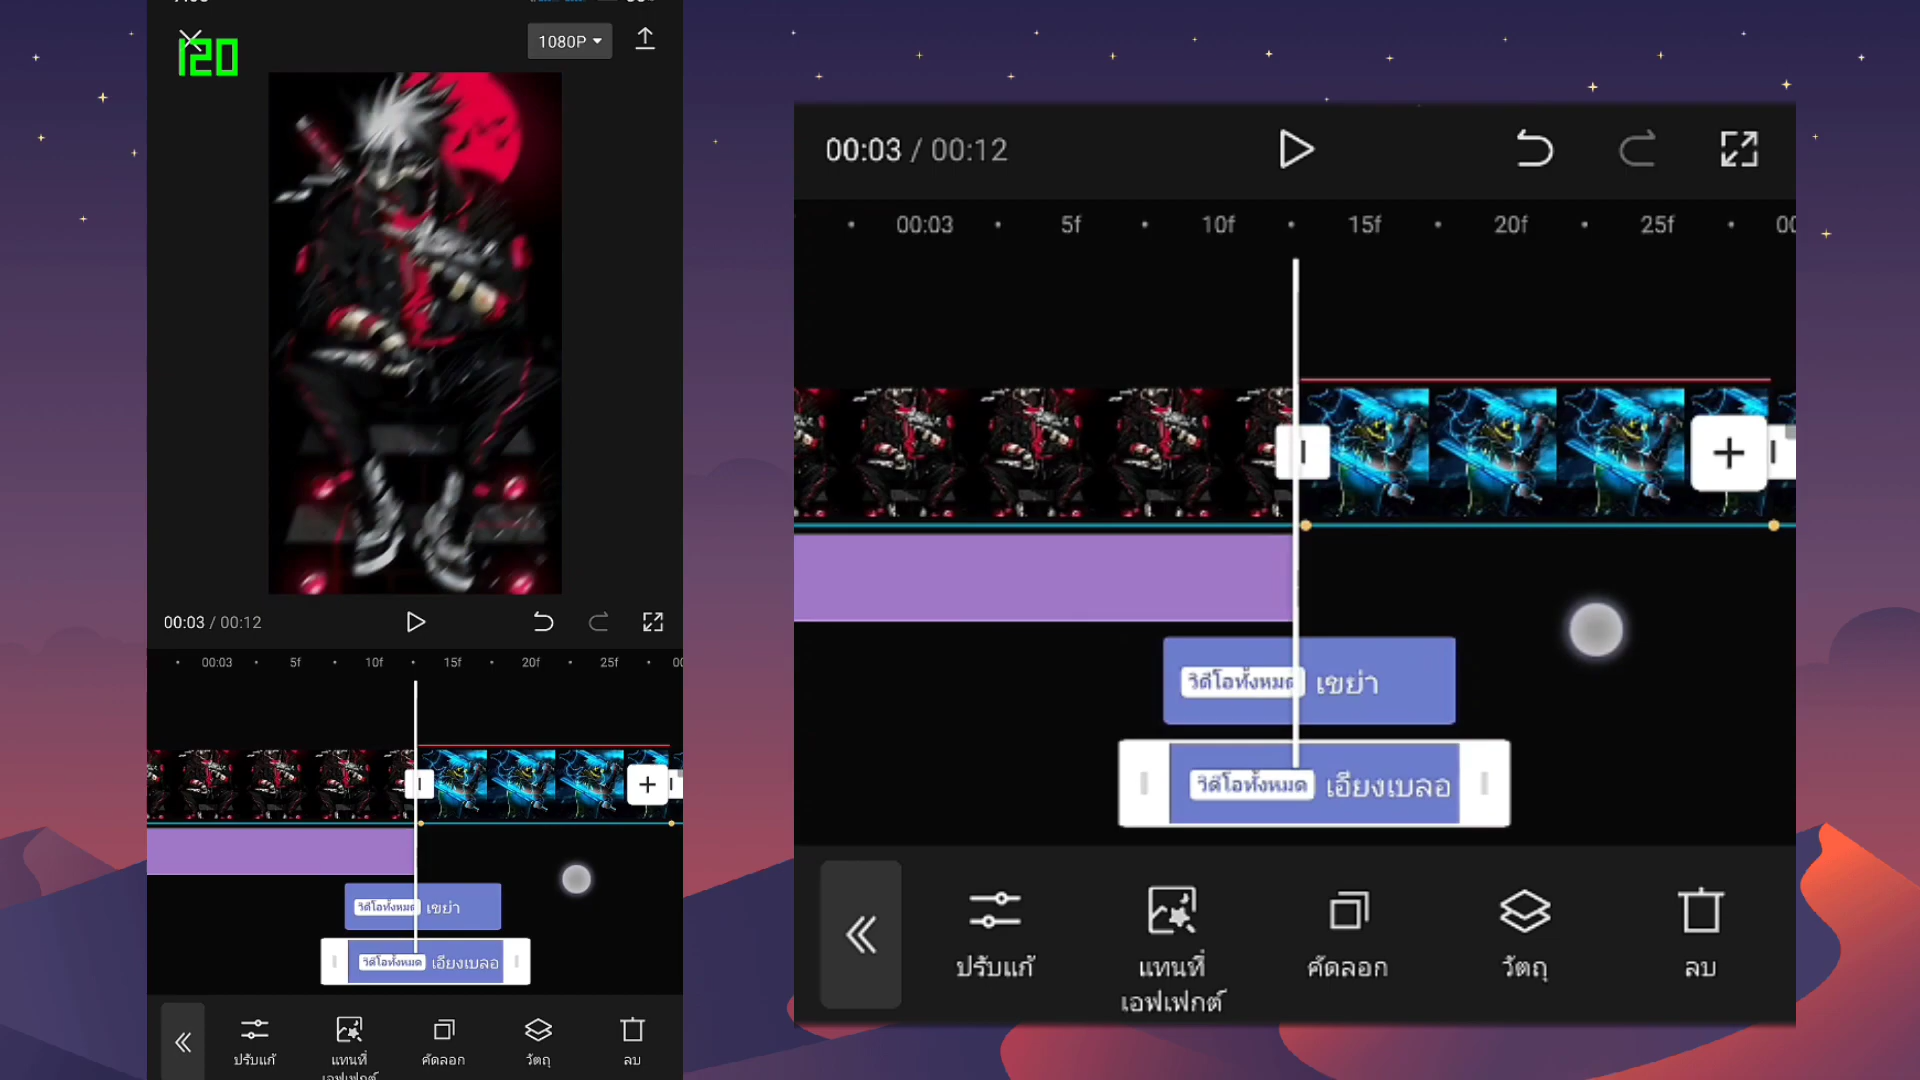 120
1080P
00:03 / 00:12
00:03 5f 10f 15f 20f 25f
วิดีโอทั้งหมด เขย่า
วิดีโอทั้งหมด เอียงเบลอ
ปรับแก้ แทนที่ คัดลอก วัตถุ ลบ
เอฟเฟกต์
00:03 / 00:12
00:03 5f 10f 15f 20f 25f 00
วิดีโอทั้งหมด เขย่า
วิดีโอทั้งหมด เอียงเบลอ
ปรับแก้ แทนที่ คัดลอก วัตถุ ลบ
เอฟเฟกต์